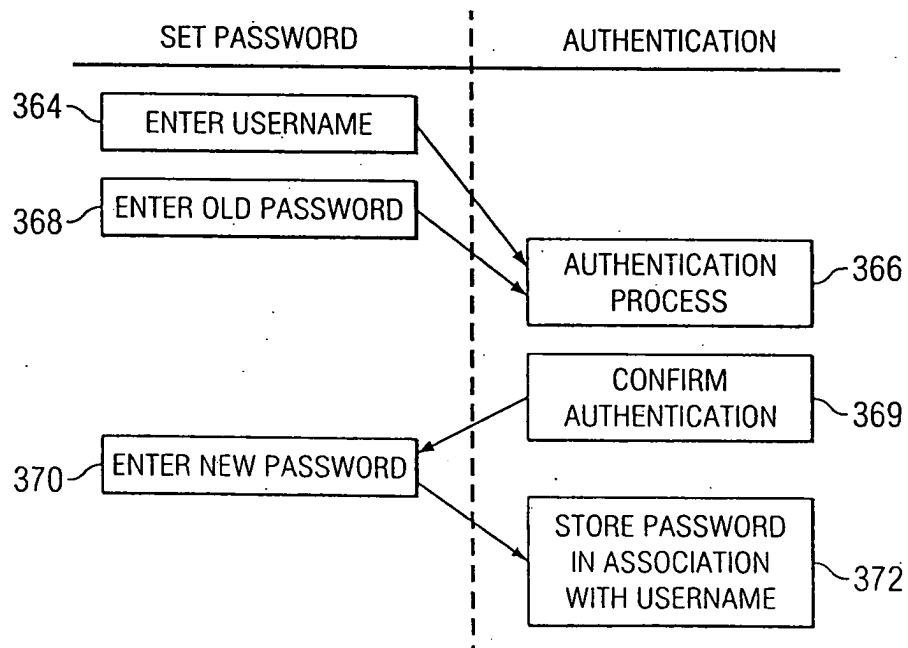 SET PASSWORD
AUTHENTICATION
364
ENTER USERNAME
368
ENTER OLD PASSWORD
AUTHENTICATION
PROCESS
366
CONFIRM
AUTHENTICATION
369
370
ENTER NEW PASSWORD
STORE PASSWORD
IN ASSOCIATION
WITH USERNAME
372